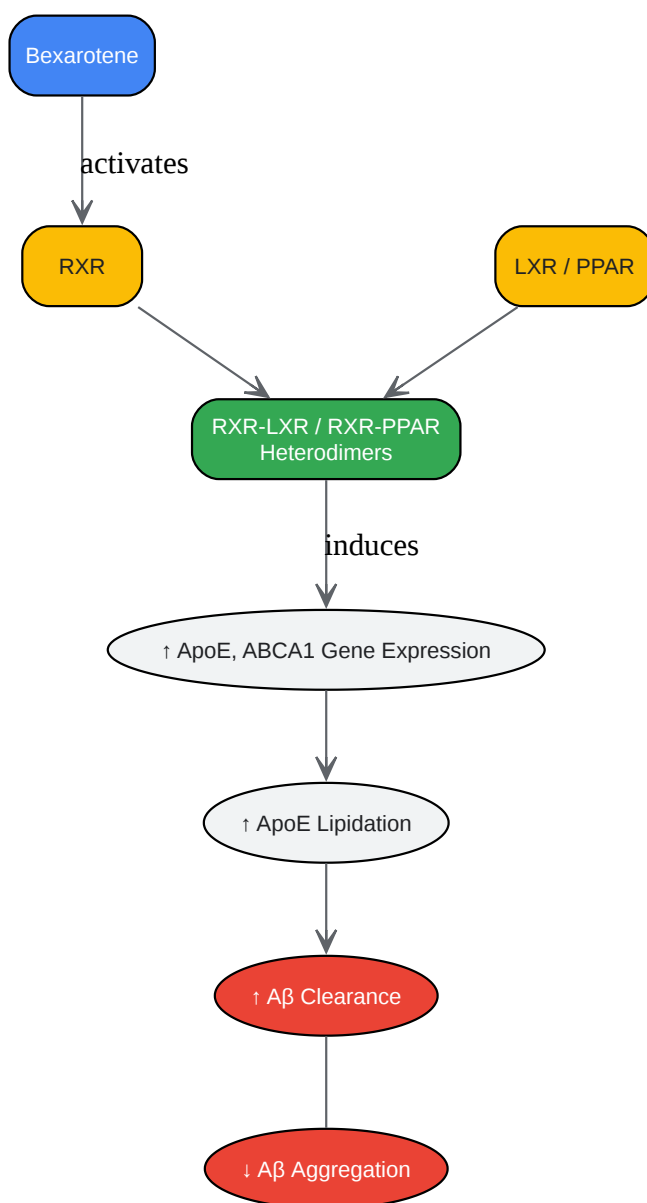 Bexarotene
activates
RXR
LXR / PPAR
RXR-LXR / RXR-PPAR
Heterodimers
induces
↑ ApoE, ABCA1 Gene Expression
↑ ApoE Lipidation
↑ Aβ Clearance
↓ Aβ Aggregation